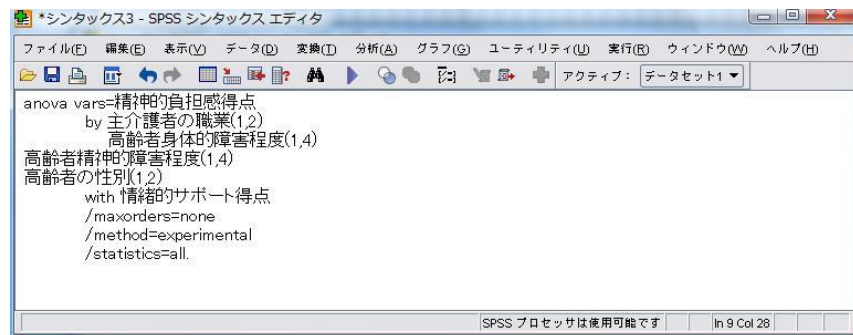 *シンタックス3 - SPSS シンタックス エディタ
ファイル(F) 編集(E) 表示(V) データ(D) 変換(T) 分析(A) グラフ(G) ユーティリティ(U) 実行(R) ウィンドウ(W) ヘルプ(H)
アクティブ: データセット1
anova vars=精神的負担感得点
by 主介護者の職業(1,2)
高齢者身体的障害程度(1,4)
高齢者精神的障害程度(1,4)
高齢者の性別(1,2)
with 情緒的サポート得点
/maxorders=none
/method=experimental
/statistics=all.
SPSS プロセッサは使用可能です In 9 Col 28